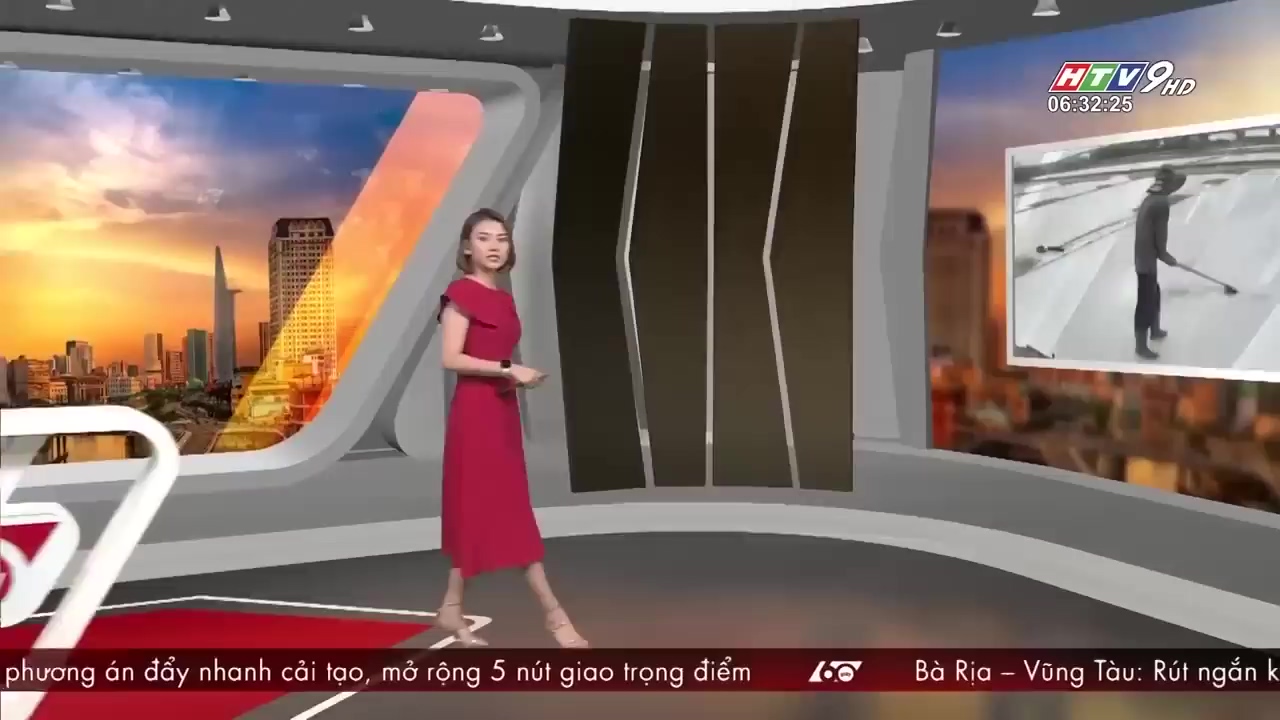 HTV9HD
06:32:25
phương án đẩy nhanh cải tạo, mở rộng 5 nút giao trọng điểm 60 Bà Rịa – Vũng Tàu: Rút ngắn k